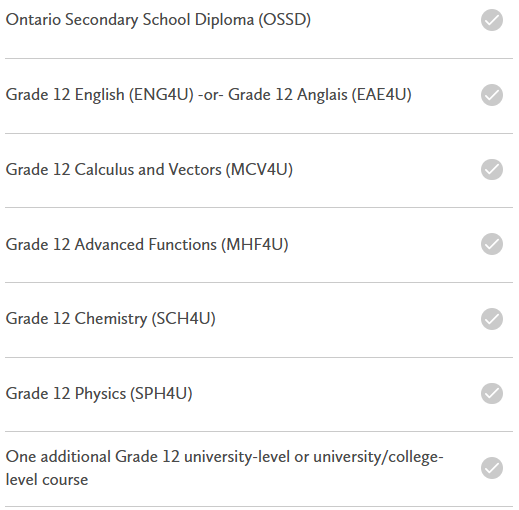 Ontario Secondary School Diploma (OSSD)
Grade 12 English (ENG4U) -or- Grade 12 Anglais (EAE4U)
Grade 12 Calculus and Vectors (MCV4U)
Grade 12 Advanced Functions (MHF4U)
Grade 12 Chemistry (SCH4U)
Grade 12 Physics (SPH4U)
One additional Grade 12 university-level or university/college-
level course